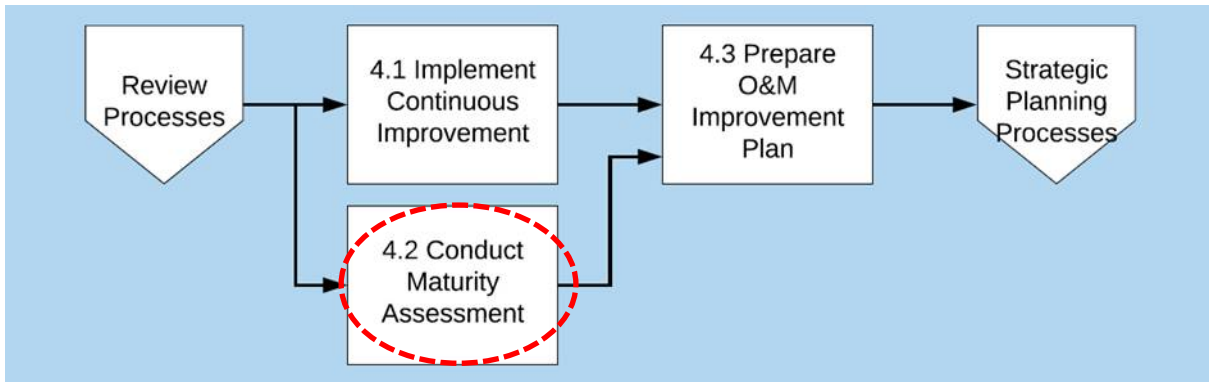 Review
Processes
4.1 Implement
Continuous
Improvement
4.3 Prepare
O&M
Improvement
Plan
Strategic
Planning
Processes
4.2 Conduct
Maturity
Assessment